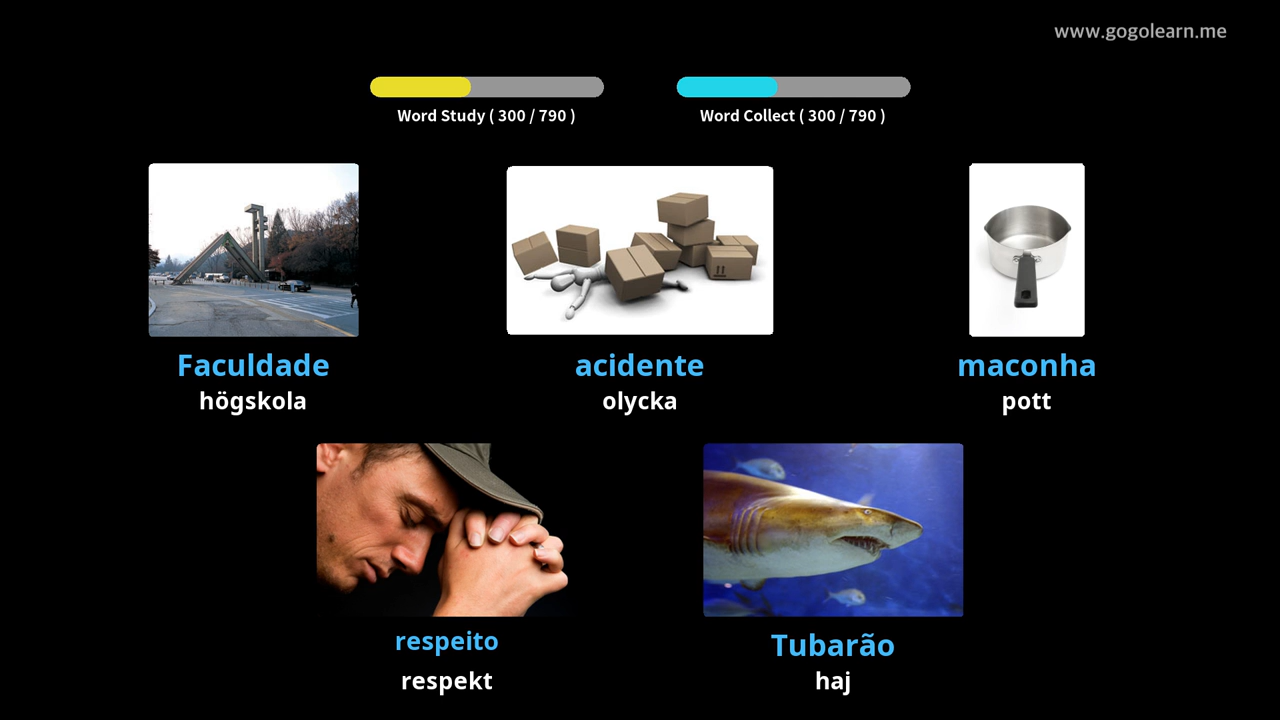 www.gogolearn.me
Word Study ( 300 / 790 )
Word Collect ( 300 / 790 )
Faculdade
högskola
acidente
olycka
maconha
pott
respeito
respekt
Tubarão
haj